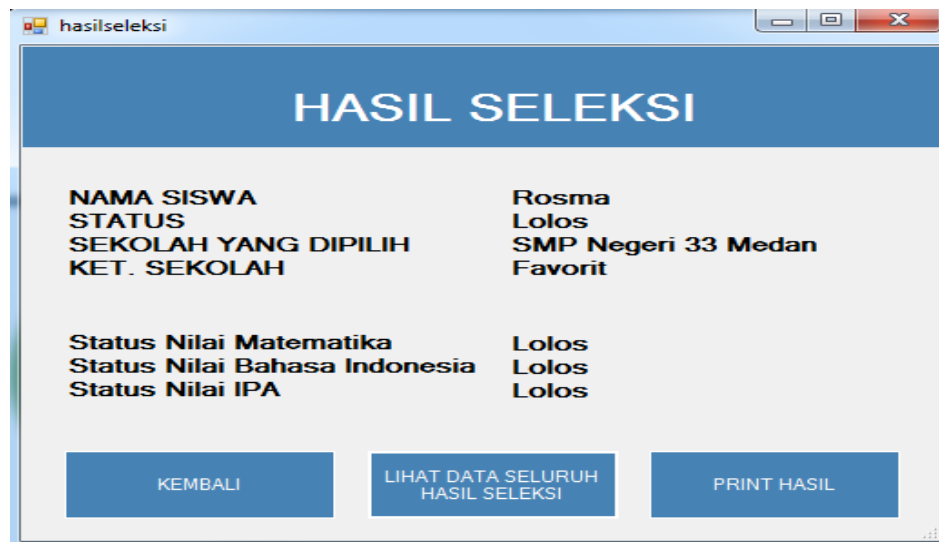 hasilseleksi
HASIL SELEKSI
NAMA SISWA Rosma
STATUS Lolos
SEKOLAH YANG DIPILIH SMP Negeri 33 Medan
KET. SEKOLAH Favorit
Status Nilai Matematika Lolos
Status Nilai Bahasa Indonesia Lolos
Status Nilai IPA Lolos
KEMBALI
LIHAT DATA SELURUH
HASIL SELEKSI
PRINT HASIL